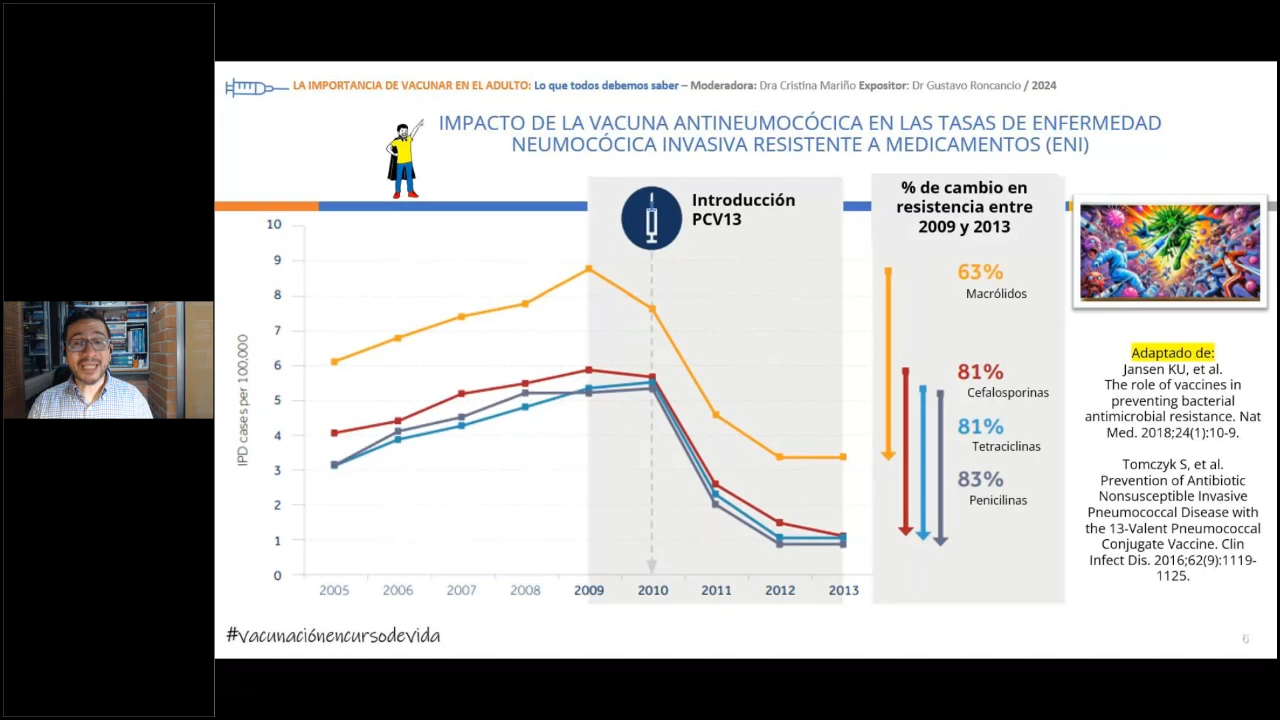 LA IMPORTANCIA DE VACUNAR EN EL ADULTO: Lo que todos debemos saber – Moderadora: Dra Cristina Mariño Expositor: Dr Gustavo Roncancio / 2024
IMPACTO DE LA VACUNA ANTINEUMOCÓCICA EN LAS TASAS DE ENFERMEDAD
NEUMOCÓCICA INVASIVA RESISTENTE A MEDICAMENTOS (ENI)
Introducción
PCV13
% de cambio en
resistencia entre
2009 y 2013
10
9
8
7
6
5
4
3
2
1
0
IPD cases per 100,000
2005 2006 2007 2008 2009 2010 2011 2012 2013
63%
Macrólidos
81%
Cefalosporinas
81%
Tetraciclinas
83%
Penicilinas
Adaptado de:
Jansen KU, et al.
The role of vaccines in
preventing bacterial
antimicrobial resistance. Nat
Med. 2018;24(1):10-9.
Tomczyk S, et al.
Prevention of Antibiotic
Nonsusceptible Invasive
Pneumococcal Disease with
the 13-Valent Pneumococcal
Conjugate Vaccine. Clin
Infect Dis. 2016;62(9):1119-
1125.
#vacunaciónencursodevida
6